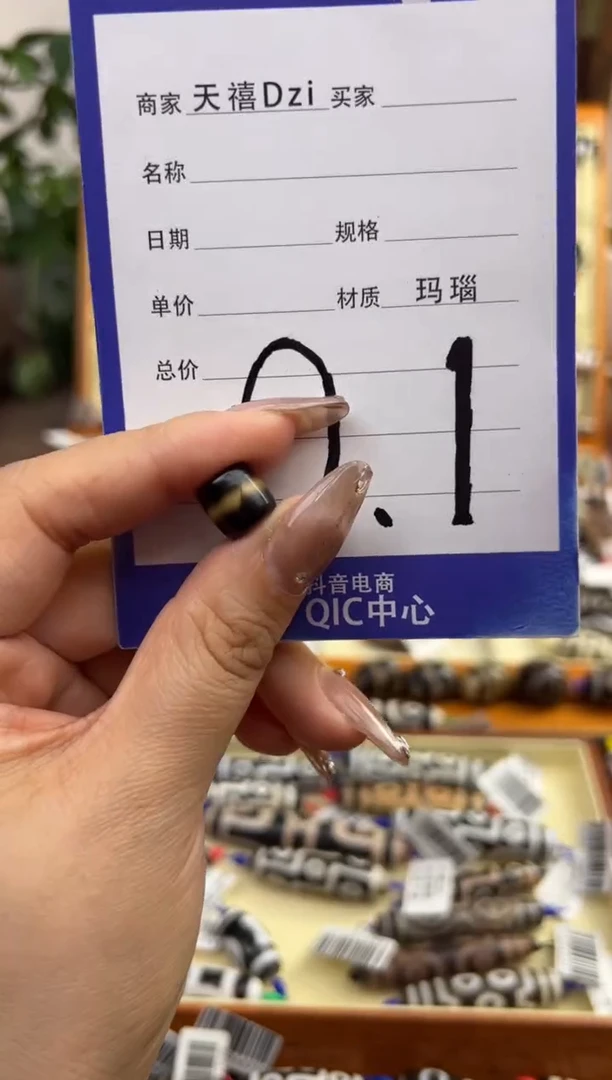 商家 天禧Dzi 买家
名称
日期 规格
单价 材质 玛瑙
总价
0.1
抖音电商
QIC中心